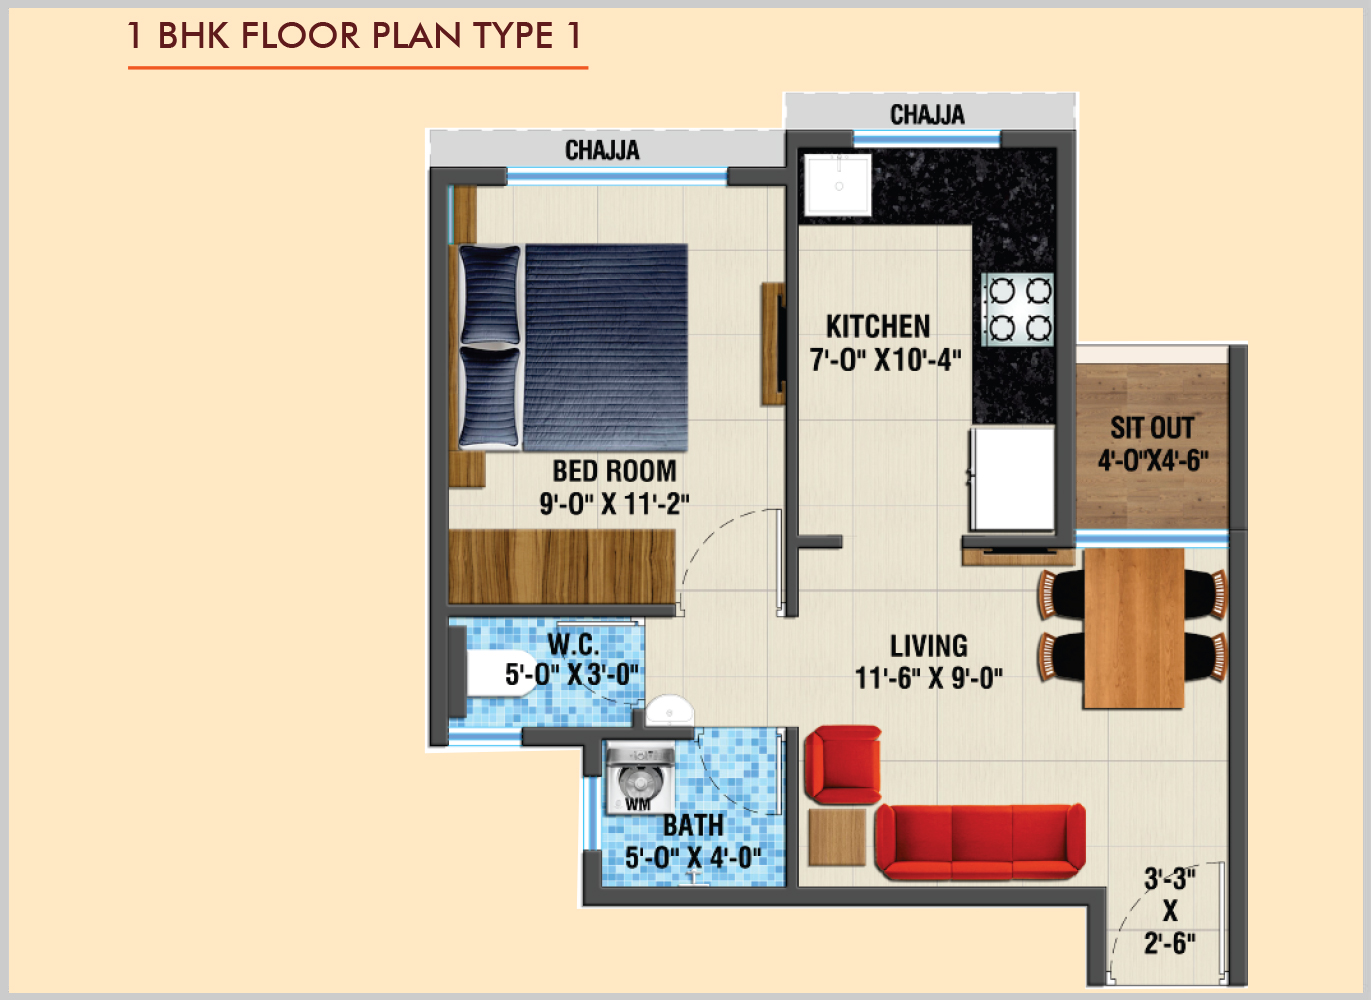 1 BHK FLOOR PLAN TYPE 1
CHAJJA
CHAJJA
KITCHEN
7'-0" X10'-4"
SIT OUT
4'-0"X4'-6"
BED ROOM
9'-0" X 11'-2"
W.C.
5'-0" X 3'-0"
LIVING
11'-6" X 9'-0"
WM
BATH
5'-0" X 4'-0"
3'-3"
X
2'-6"